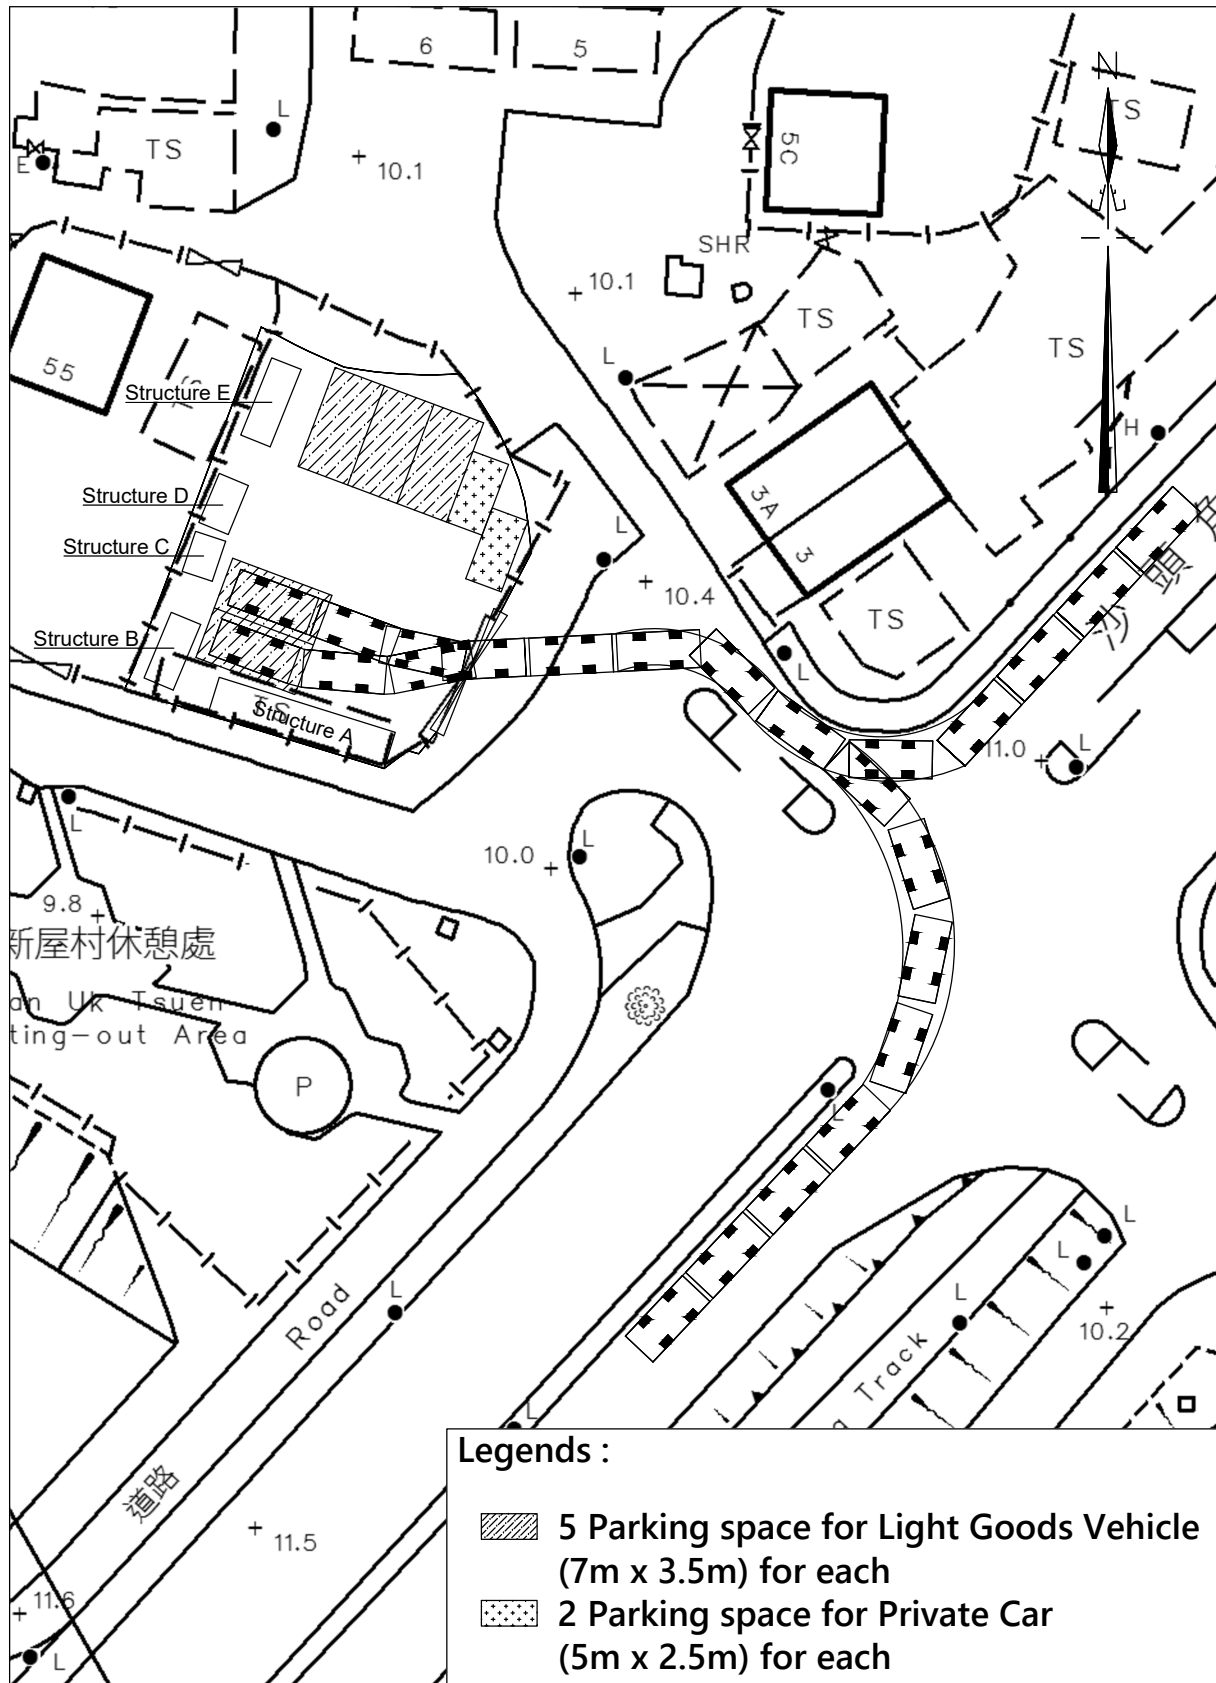 6
5
L
TS
E
10.1
5C
TS
N
SHR
10.1
TS
TS
55
L
H
Structure E
3A
3
Structure D
L
Structure C
10.4
TS
Structure B
L
TS
Structure A
11.0
L
L
10.0
L
9.8
新屋村休憩處
an Uk Tsuen
ting-out Area
P
L
L
L
L
Road
L
10.2
Track
L
道路
11.5
11.6
L
Legends :
5 Parking space for Light Goods Vehicle
(7m x 3.5m) for each
2 Parking space for Private Car
(5m x 2.5m) for each